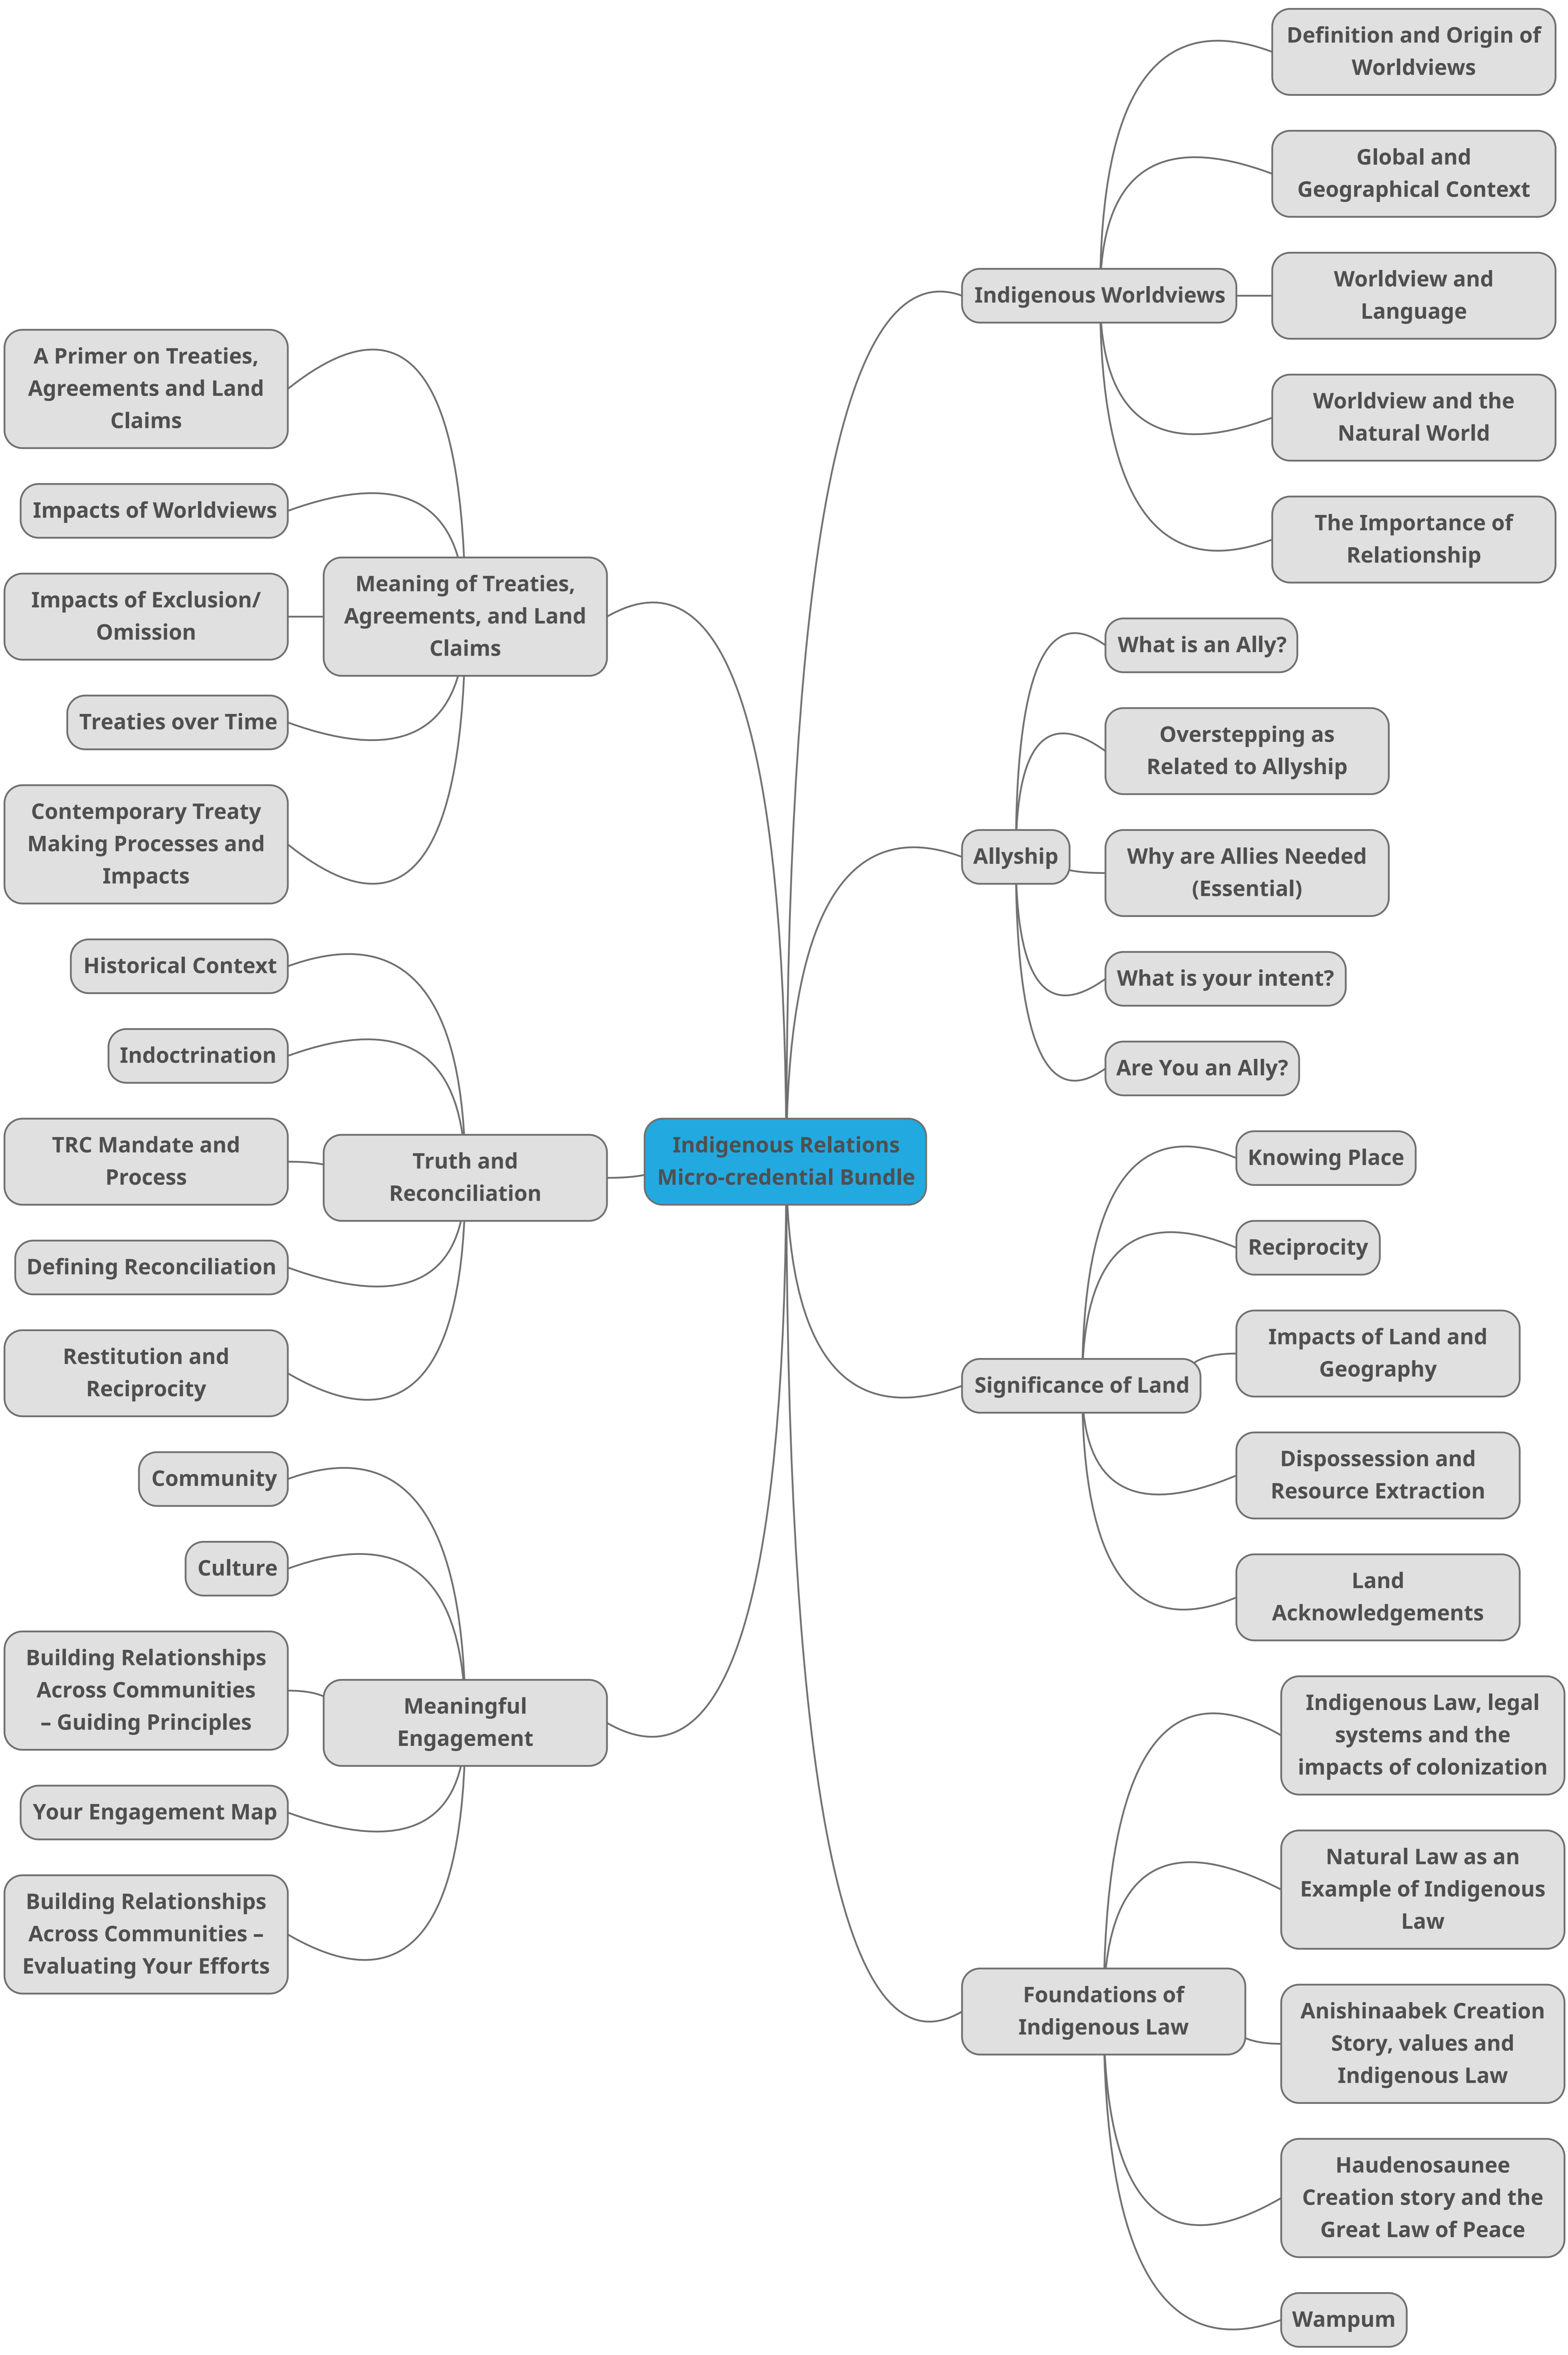 Indigenous Relations
Micro-credential Bundle
Indigenous Worldviews
Definition and Origin of
Worldviews
Global and
Geographical Context
Worldview and
Language
Worldview and the
Natural World
The Importance of
Relationship
Allyship
What is an Ally?
Overstepping as
Related to Allyship
Why are Allies Needed
(Essential)
What is your intent?
Are You an Ally?
Significance of Land
Knowing Place
Reciprocity
Impacts of Land and
Geography
Dispossession and
Resource Extraction
Land
Acknowledgements
Foundations of
Indigenous Law
Indigenous Law, legal
systems and the
impacts of colonization
Natural Law as an
Example of Indigenous
Law
Anishinaabek Creation
Story, values and
Indigenous Law
Haudenosaunee
Creation story and the
Great Law of Peace
Wampum
Meaning of Treaties,
Agreements, and Land
Claims
A Primer on Treaties,
Agreements and Land
Claims
Impacts of Worldviews
Impacts of Exclusion/
Omission
Treaties over Time
Contemporary Treaty
Making Processes and
Impacts
Truth and
Reconciliation
Historical Context
Indoctrination
TRC Mandate and
Process
Defining Reconciliation
Restitution and
Reciprocity
Meaningful
Engagement
Community
Culture
Building Relationships
Across Communities
– Guiding Principles
Your Engagement Map
Building Relationships
Across Communities –
Evaluating Your Efforts